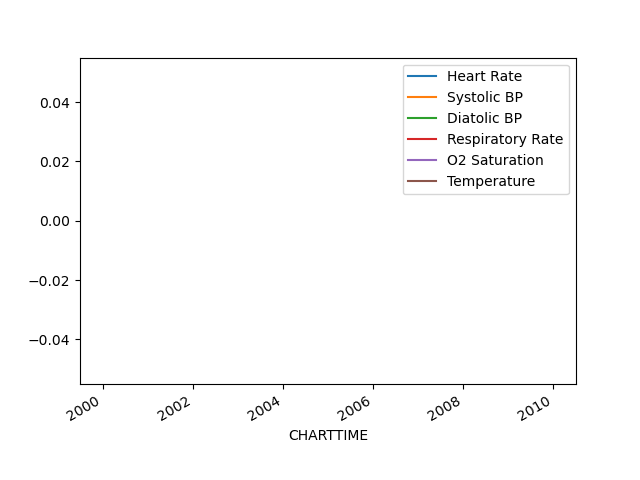 Heart Rate
Systolic BP
Diatolic BP
Respiratory Rate
O2 Saturation
Temperature
0.04
0.02
0.00
−0.02
−0.04
2000 2002 2004 2006 2008 2010
CHARTTIME